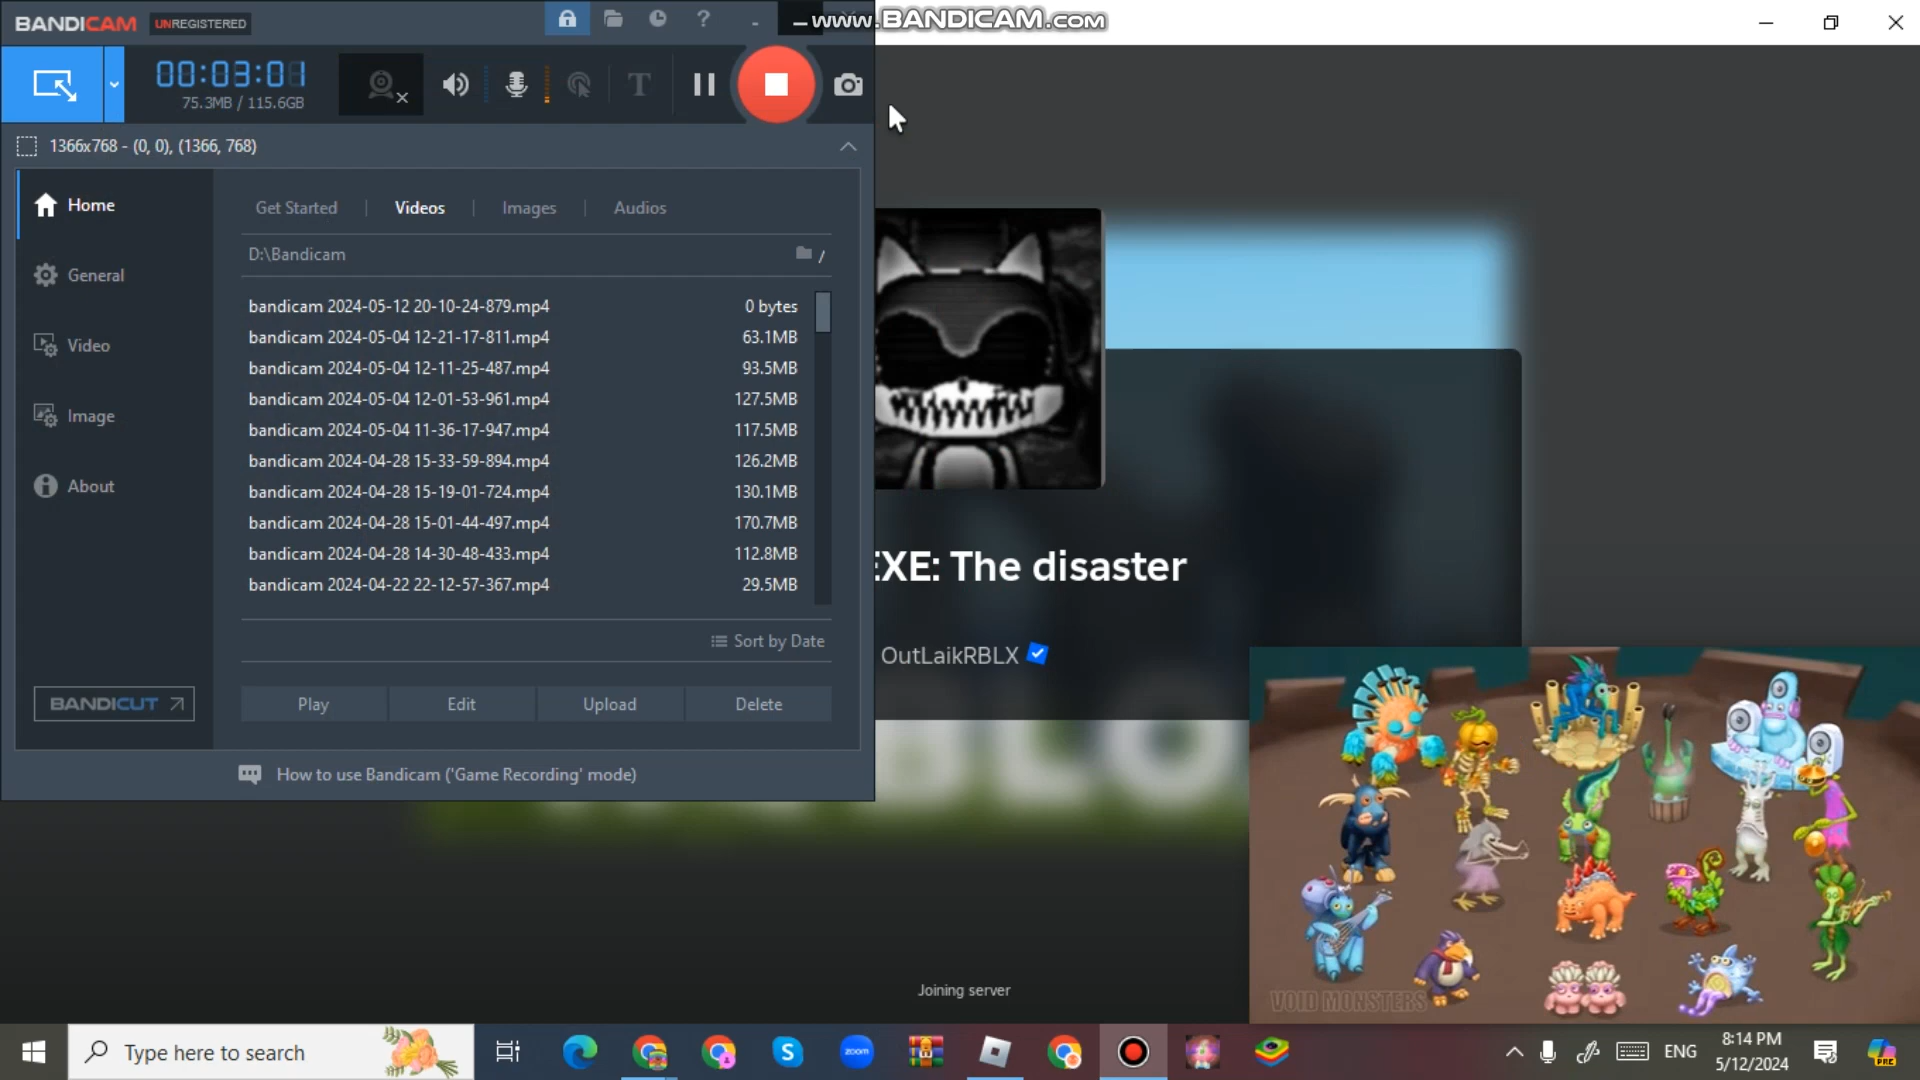 BANDICAM UNREGISTERED
www.BANDICAM.com
00:03:01
75.3MB / 115.6GB
1366x768 - (0, 0), (1366, 768)
Home
General
Video
Image
About
BANDICUT
Get Started
Videos
Images
Audios
D:\Bandicam
bandicam 2024-05-12 20-10-24-879.mp4 0 bytes
bandicam 2024-05-04 12-21-17-811.mp4 63.1MB
bandicam 2024-05-04 12-11-25-487.mp4 93.5MB
bandicam 2024-05-04 12-01-53-961.mp4 127.5MB
bandicam 2024-05-04 11-36-17-947.mp4 117.5MB
bandicam 2024-04-28 15-33-59-894.mp4 126.2MB
bandicam 2024-04-28 15-19-01-724.mp4 130.1MB
bandicam 2024-04-28 15-01-44-497.mp4 170.7MB
bandicam 2024-04-28 14-30-48-433.mp4 112.8MB
bandicam 2024-04-22 22-12-57-367.mp4 29.5MB
Sort by Date
Play
Edit
Upload
Delete
How to use Bandicam ('Game Recording' mode)
EXE: The disaster
OutLaikRBLX
Joining server
VOID MONSTERS
Type here to search
zoom
ENG
8:14 PM
5/12/2024
PRE